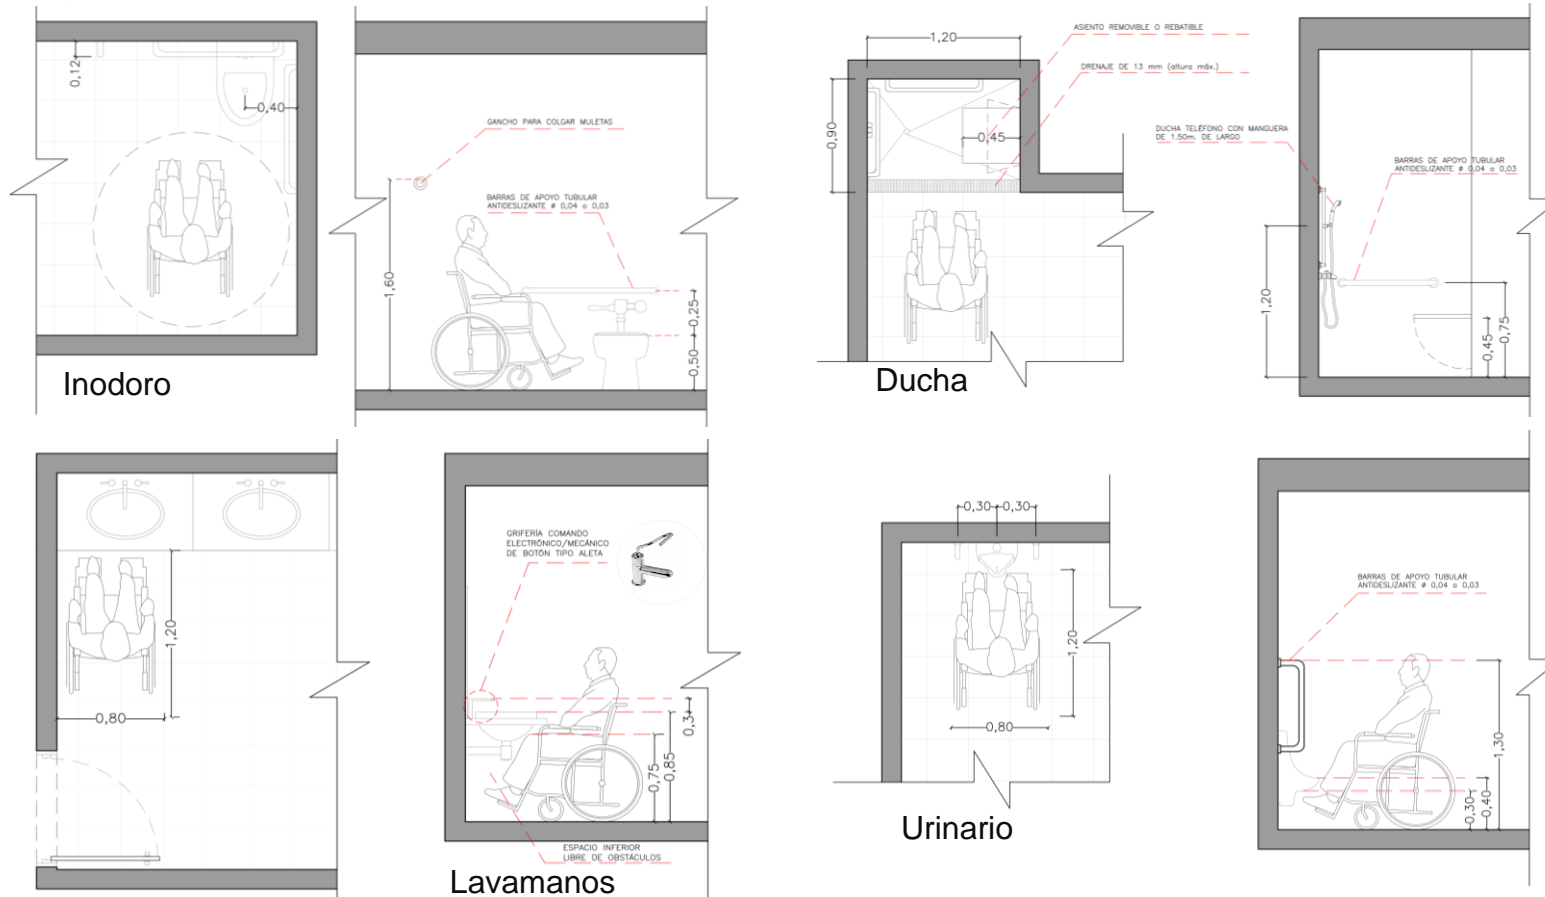 0,12
0,40
Inodoro
GANCHO PARA COLGAR MULETAS
BARRAS DE APOYO TUBULAR
ANTIDESLIZANTE ø 0,04 o 0,03
1,60
0,25
0,50
1,20
0,90
0,45
ASIENTO REMOVIBLE O REBATIBLE
DRENAJE DE 13 mm (altura máx.)
Ducha
DUCHA TELÉFONO CON MANGUERA
DE 1.50m. DE LARGO
BARRAS DE APOYO TUBULAR
ANTIDESLIZANTE ø 0,04 o 0,03
1,20
0,45
0,75
1,20
0,80
GRIFERÍA COMANDO
ELECTRÓNICO/MECÁNICO
DE BOTÓN TIPO ALETA
0,3
0,85
0,75
ESPACIO INFERIOR
LIBRE DE OBSTÁCULOS
Lavamanos
0,30
0,30
1,20
0,80
Urinario
BARRAS DE APOYO TUBULAR
ANTIDESLIZANTE ø 0,04 o 0,03
1,30
0,40
0,30